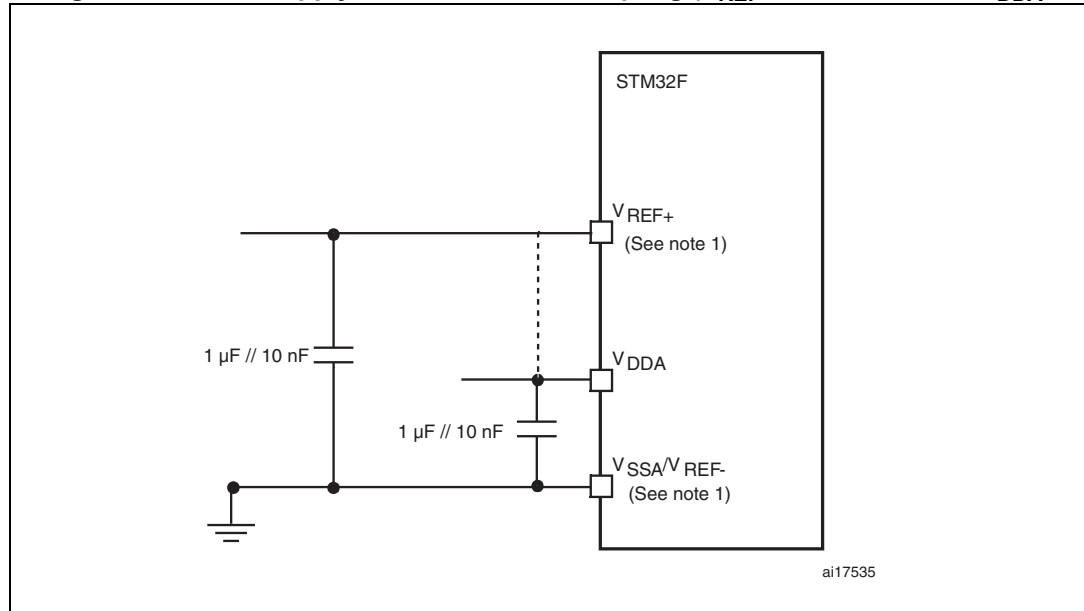 STM32F
VREF+
(See note 1)
1 µF // 10 nF
VDDA
1 µF // 10 nF
VSSA/VREF-
(See note 1)
ai17535